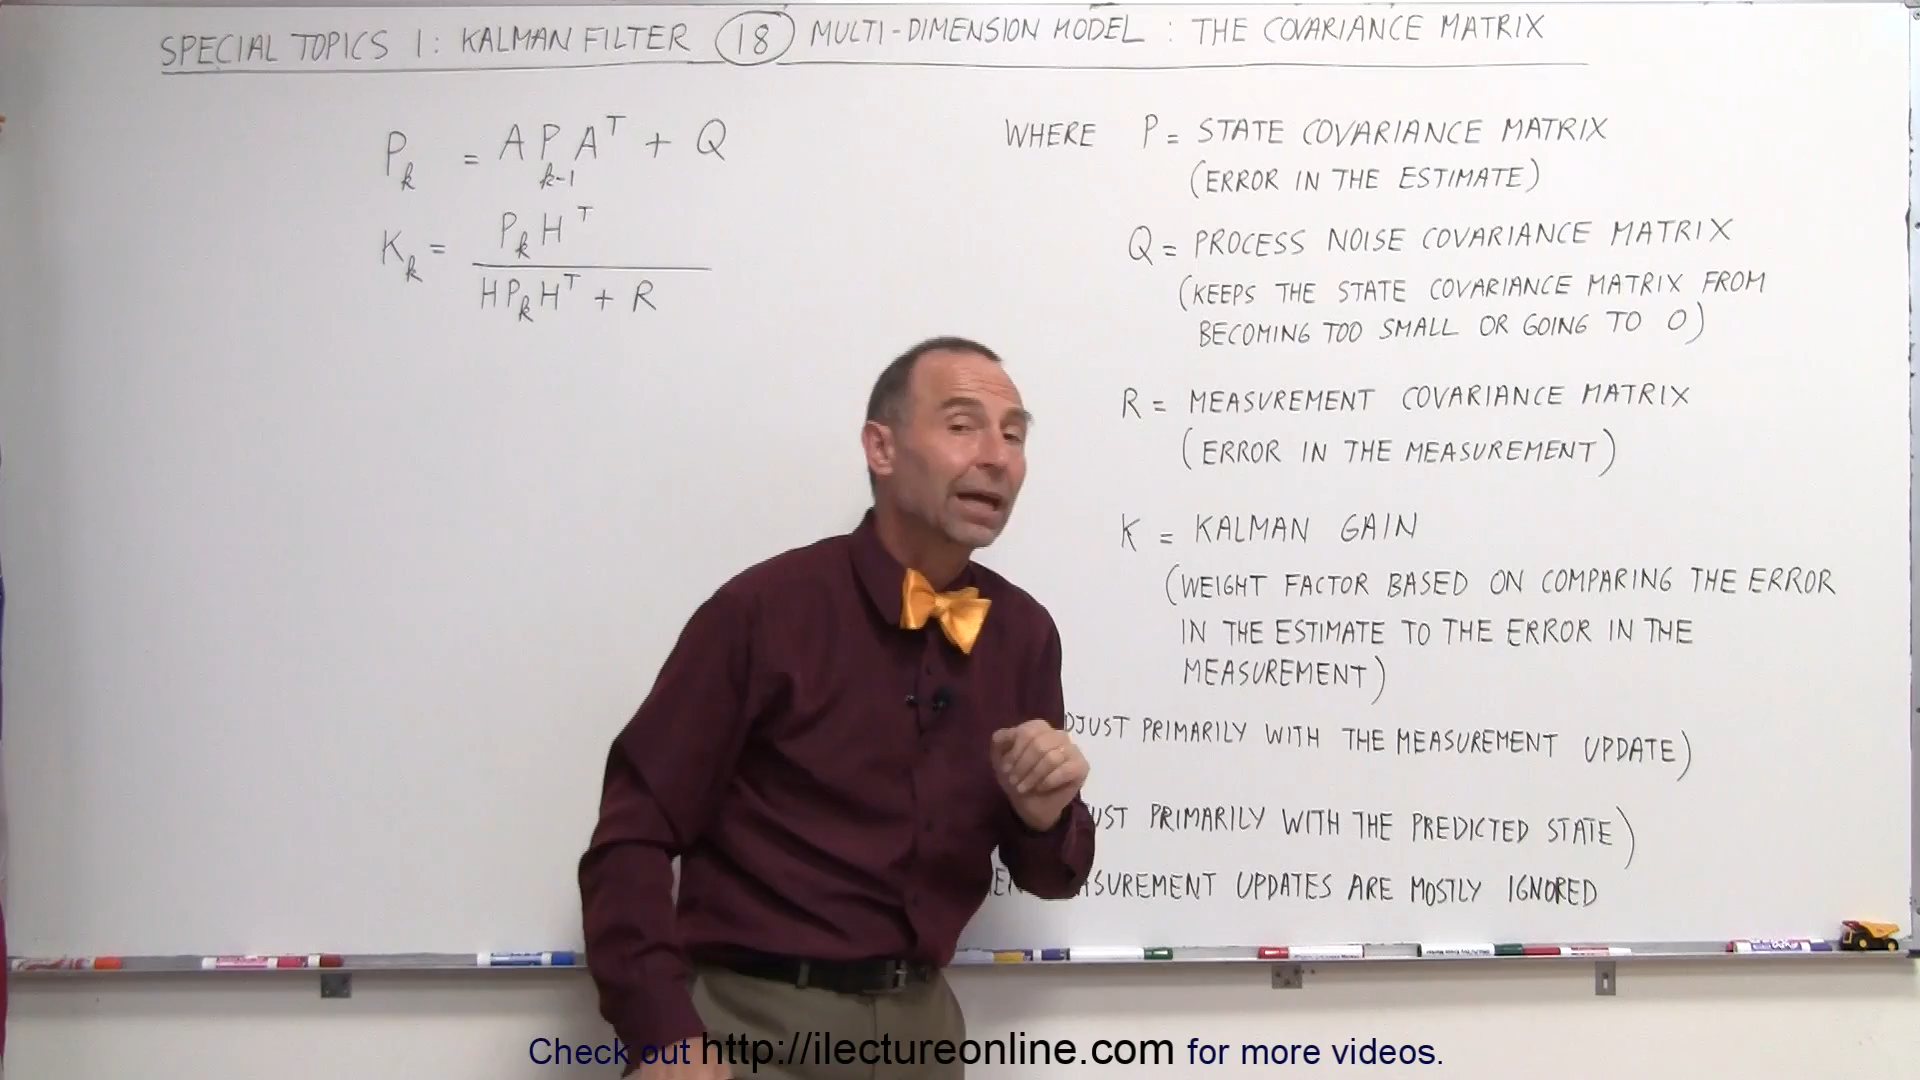 SPECIAL TOPICS 1: KALMAN FILTER (18) MULTI-DIMENSION MODEL : THE COVARIANCE MATRIX
P_k = A P_k-1 A^T + Q
K_k = P_k H^T
H P_k H^T + R
WHERE P = STATE COVARIANCE MATRIX
(ERROR IN THE ESTIMATE)
Q = PROCESS NOISE COVARIANCE MATRIX
(KEEPS THE STATE COVARIANCE MATRIX FROM
BECOMING TOO SMALL OR GOING TO 0)
R = MEASUREMENT COVARIANCE MATRIX
(ERROR IN THE MEASUREMENT)
K = KALMAN GAIN
(WEIGHT FACTOR BASED ON COMPARING THE ERROR
IN THE ESTIMATE TO THE ERROR IN THE
MEASUREMENT)
DJUST PRIMARILY WITH THE MEASUREMENT UPDATE)
UST PRIMARILY WITH THE PREDICTED STATE)
ASUREMENT UPDATES ARE MOSTLY IGNORED
Check out http://ilectureonline.com for more videos.